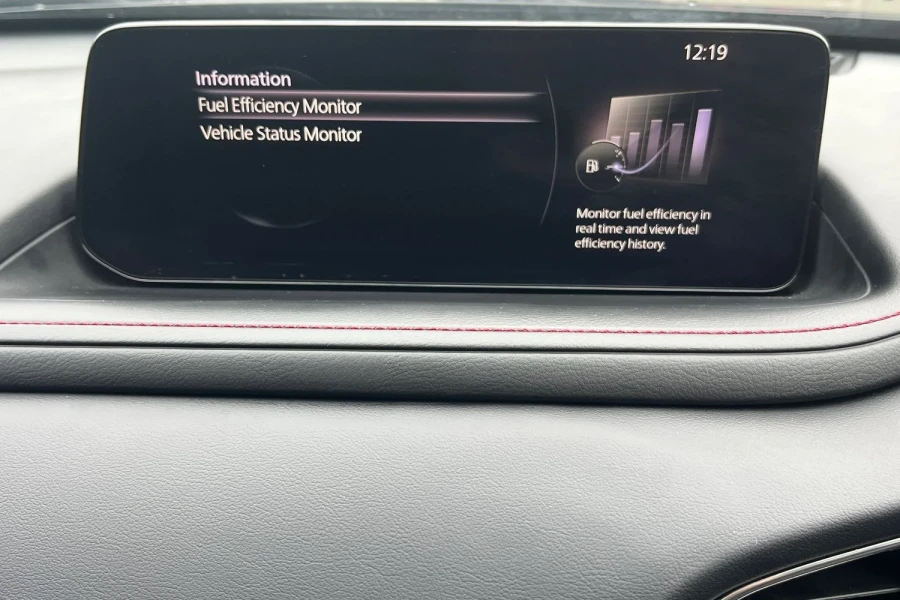 12:19
Information
Fuel Efficiency Monitor
Vehicle Status Monitor
Monitor fuel efficiency in
real time and view fuel
efficiency history.